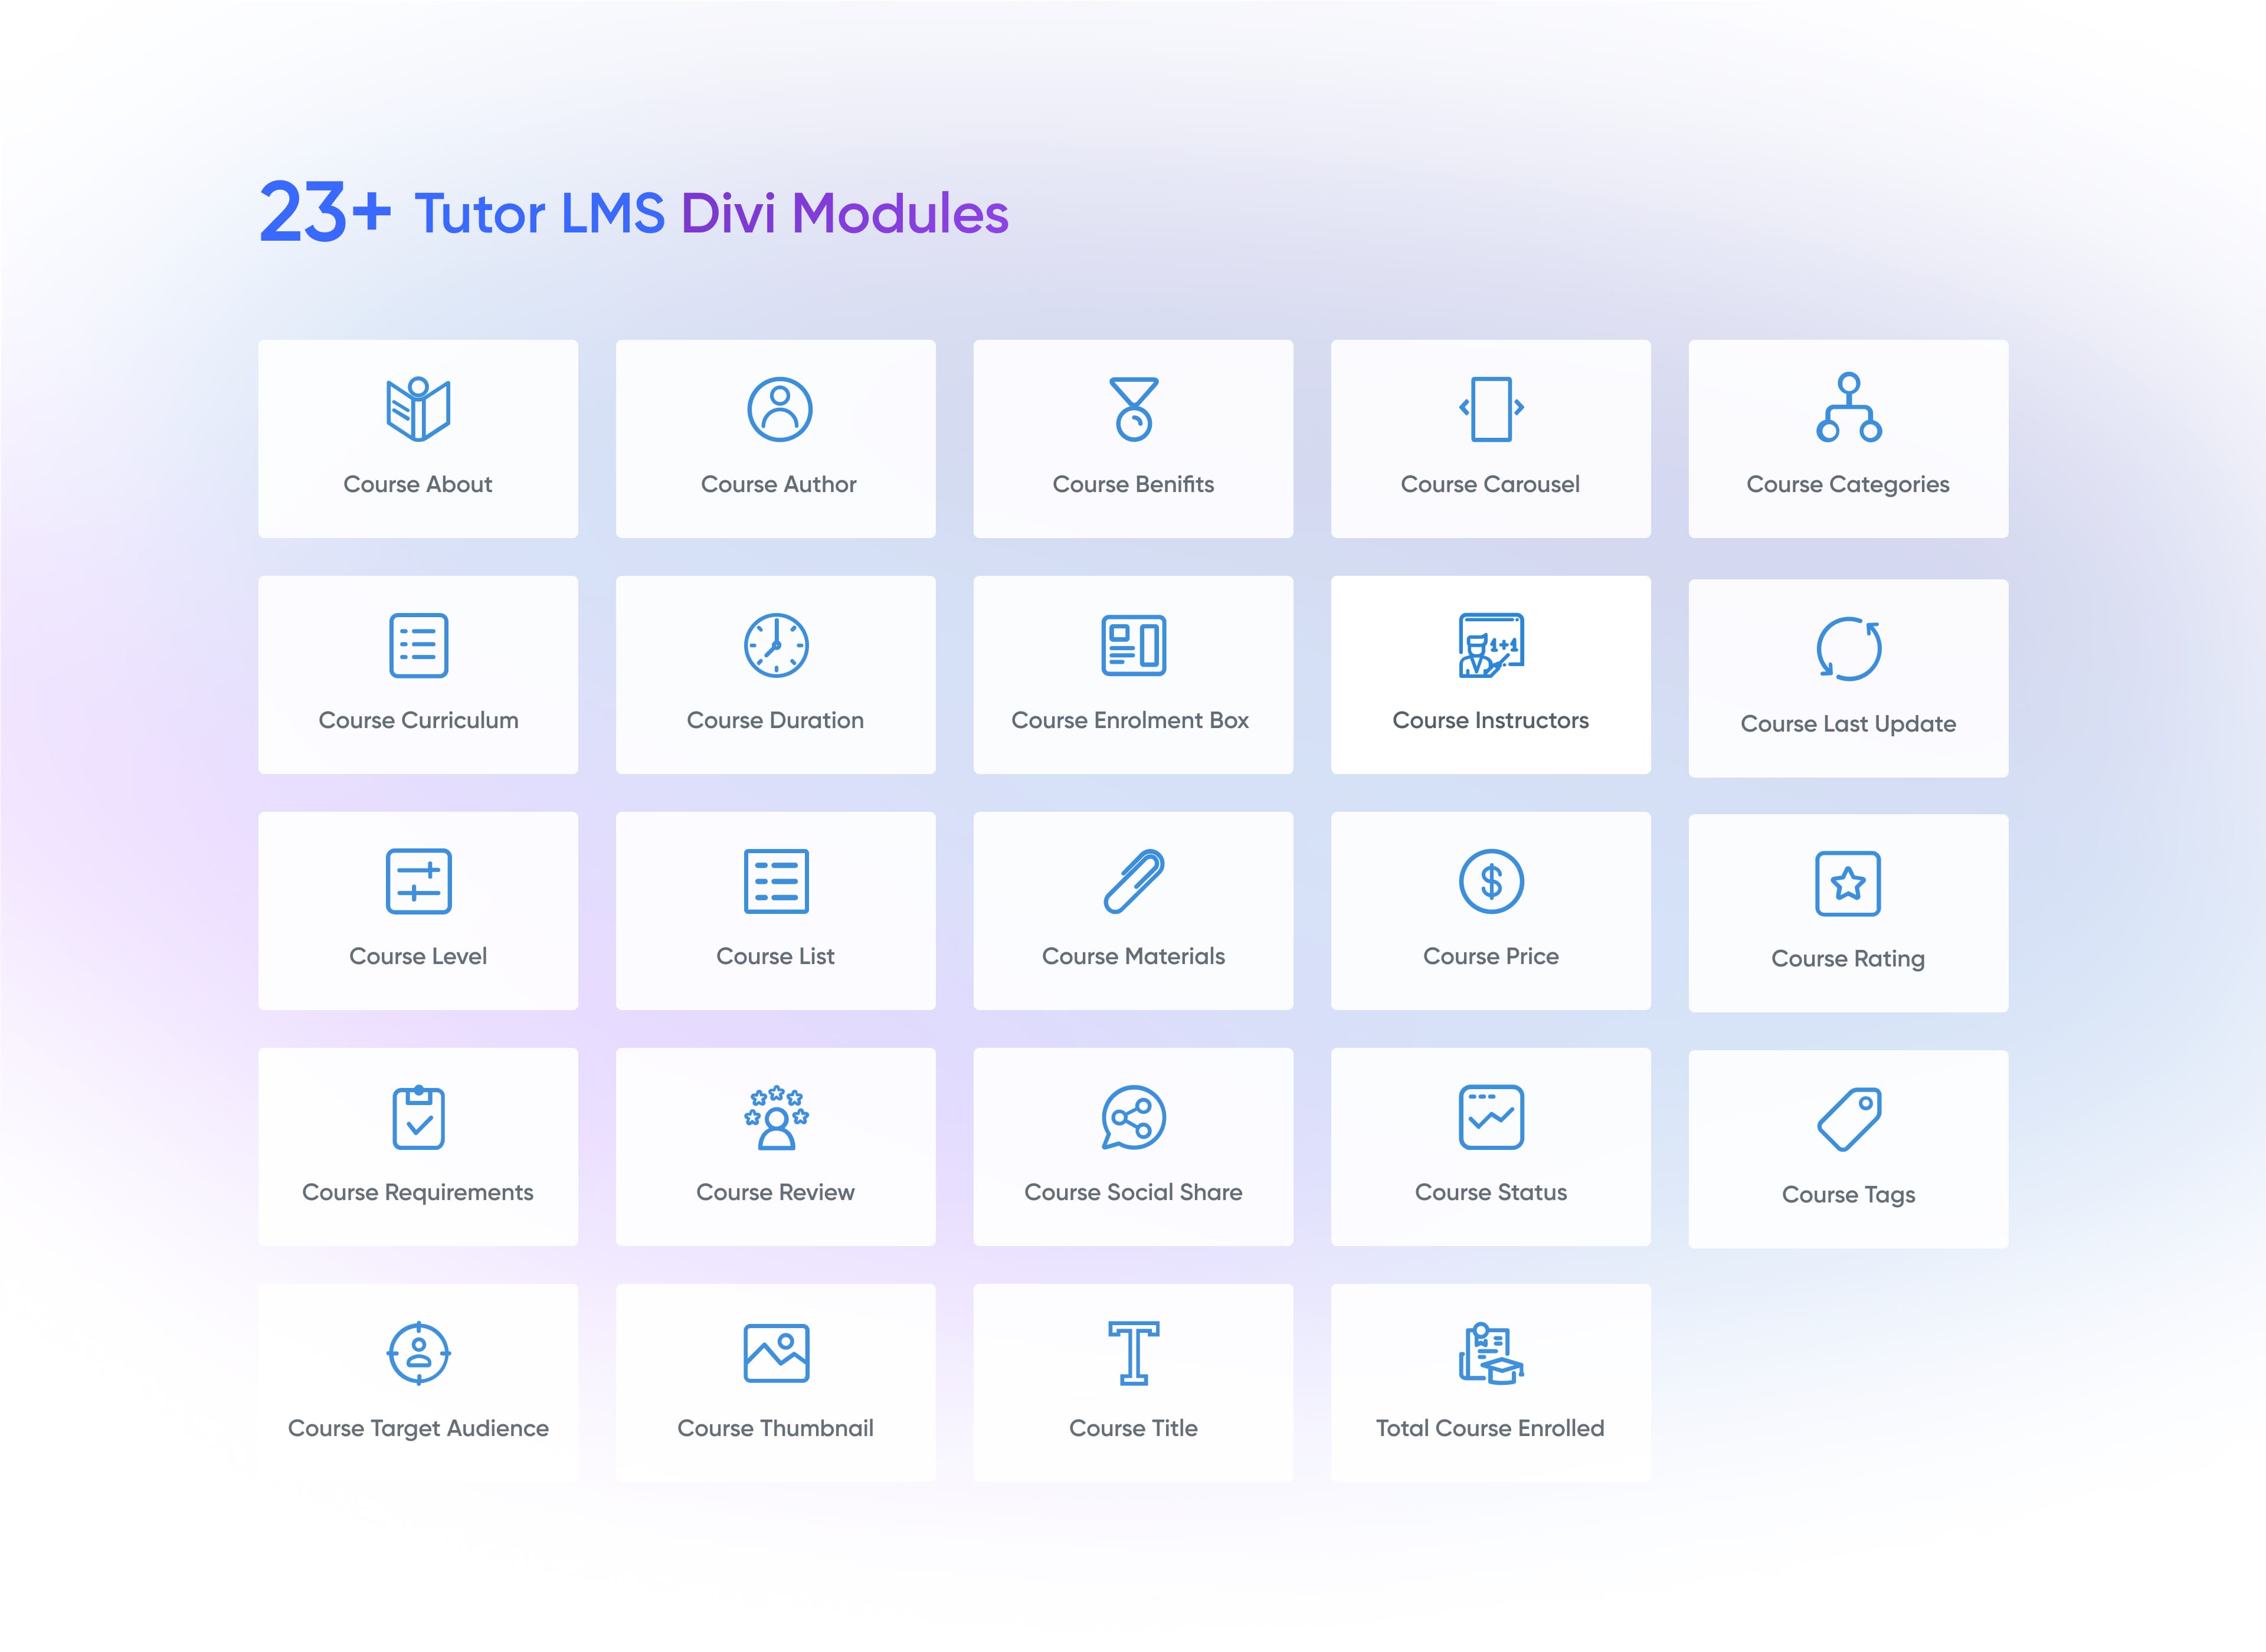 23+ Tutor LMS Divi Modules
Course About
Course Author
Course Benifits
Course Carousel
Course Categories
Course Curriculum
Course Duration
Course Enrolment Box
1+1
Course Instructors
Course Last Update
Course Level
Course List
Course Materials
$
Course Price
Course Rating
Course Requirements
Course Review
Course Social Share
Course Status
Course Tags
Course Target Audience
Course Thumbnail
T
Course Title
Total Course Enrolled